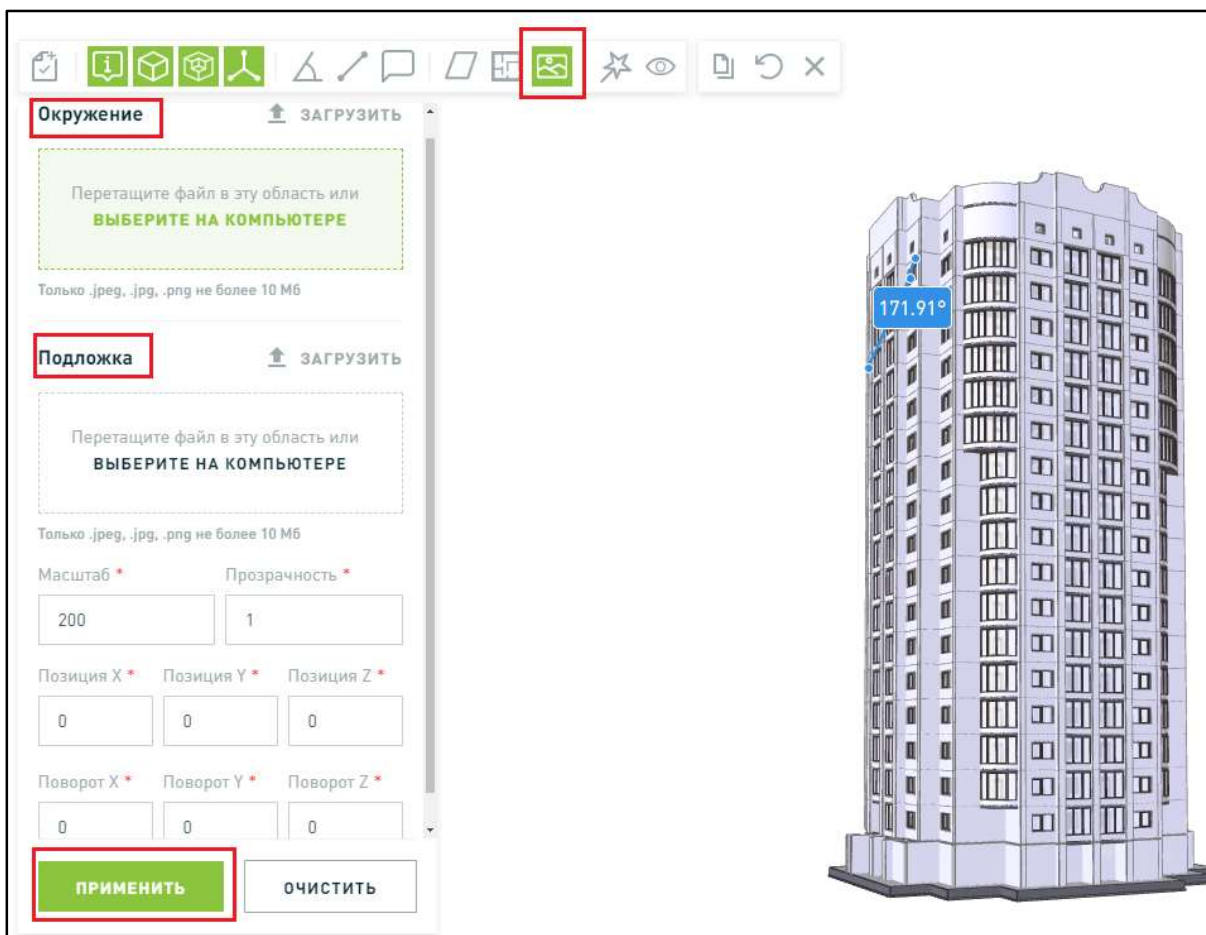 Окружение ЗАГРУЗИТЬ
Перетащите файл в эту область или
ВЫБЕРИТЕ НА КОМПЬЮТЕРЕ
Только .jpeg, .jpg, .png не более 10 Мб
Подложка ЗАГРУЗИТЬ
Перетащите файл в эту область или
ВЫБЕРИТЕ НА КОМПЬЮТЕРЕ
Только .jpeg, .jpg, .png не более 10 Мб
Масштаб * Прозрачность *
200 1
Позиция X * Позиция Y * Позиция Z *
0 0 0
Поворот X * Поворот Y * Поворот Z *
0 0 0
ПРИМЕНИТЬ ОЧИСТИТЬ
171.91°